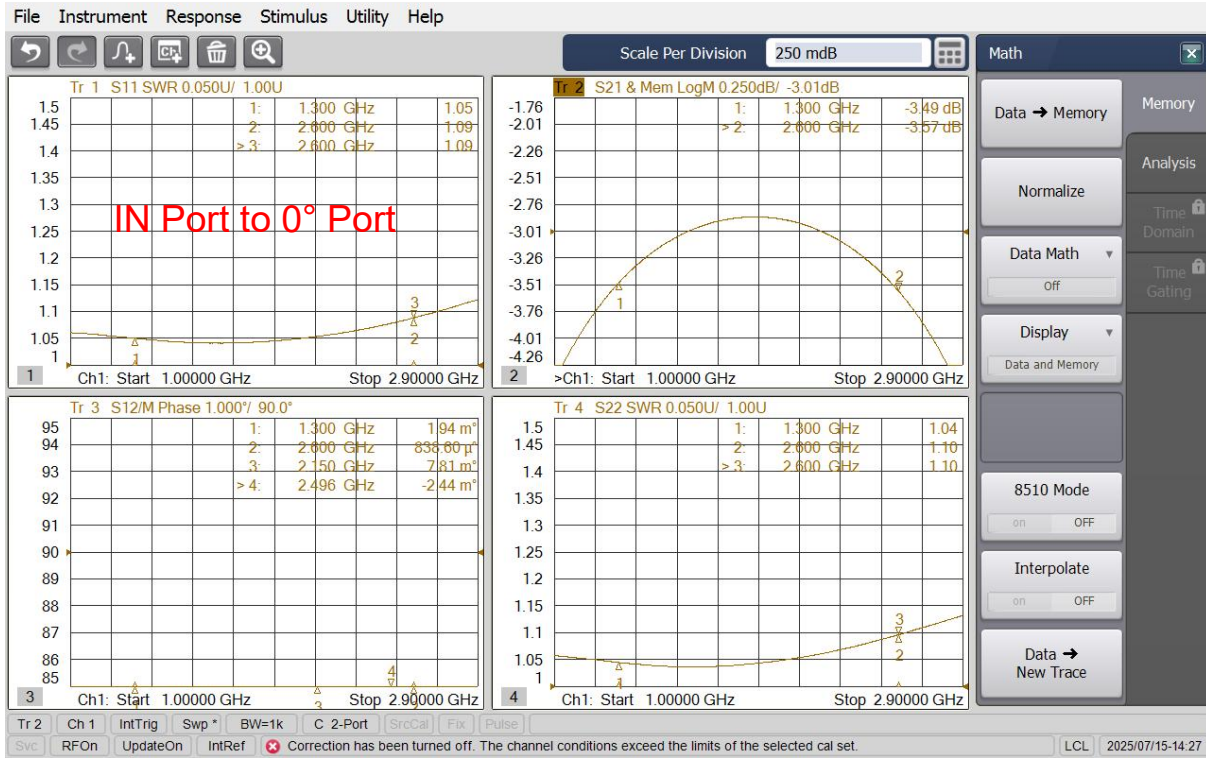 File Instrument Response Stimulus Utility Help
Scale Per Division 250 mdB
Tr 1 S11 SWR 0.050U/ 1.00U
1: 1.300 GHz 1.05
2: 2.600 GHz 1.09
> 3: 2.600 GHz 1.09
1.5
1.45
1.4
1.35
1.3
1.25
1.2
1.15
1.1
1.05
1
IN Port to 0° Port
1
2
3
1 Ch1: Start 1.00000 GHz Stop 2.90000 GHz
Tr 2 S21 & Mem LogM 0.250dB/ -3.01dB
1: 1.300 GHz -3.49 dB
> 2: 2.600 GHz -3.57 dB
-1.76
-2.01
-2.26
-2.51
-2.76
-3.01
-3.26
-3.51
-3.76
-4.01
-4.26
1
2
2 >Ch1: Start 1.00000 GHz Stop 2.90000 GHz
Tr 3 S12/M Phase 1.000°/ 90.0°
1: 1.300 GHz 1.94 m°
2: 2.600 GHz 838.60 µ°
3: 2.150 GHz 7.81 m°
> 4: 2.496 GHz -2.44 m°
95
94
93
92
91
90
89
88
87
86
85
4
3
3 Ch1: Start 1.00000 GHz Stop 2.90000 GHz
Tr 4 S22 SWR 0.050U/ 1.00U
1: 1.300 GHz 1.04
2: 2.600 GHz 1.10
> 3: 2.600 GHz 1.10
1.5
1.45
1.4
1.35
1.3
1.25
1.2
1.15
1.1
1.05
1
3
2
4 Ch1: Start 1.00000 GHz Stop 2.90000 GHz
Math
Data ➔ Memory
Normalize
Data Math
Off
Display
Data and Memory
8510 Mode
on OFF
Interpolate
on OFF
Data ➔
New Trace
Memory
Analysis
Time
Domain
Time
Gating
Tr 2 Ch 1 IntTrig Swp * BW=1k C 2-Port SrcCal Fix Pulse
Svc RFOn UpdateOn IntRef Correction has been turned off. The channel conditions exceed the limits of the selected cal set. LCL 2025/07/15-14:27